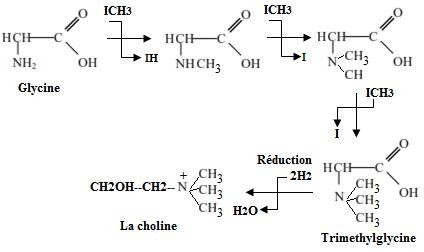 ICH3 ICH3
O O O
HCH C HCH C HCH C
NH2 OH IH NHCH3 OH I N CH3 OH
CH
Glycine
ICH3
I
Réduction
2H2
O
HCH C
CH2OH--CH2-- N + CH3 CH3 CH3
N CH3 CH3 CH3 OH
H2O
La choline
Trimethylglycine